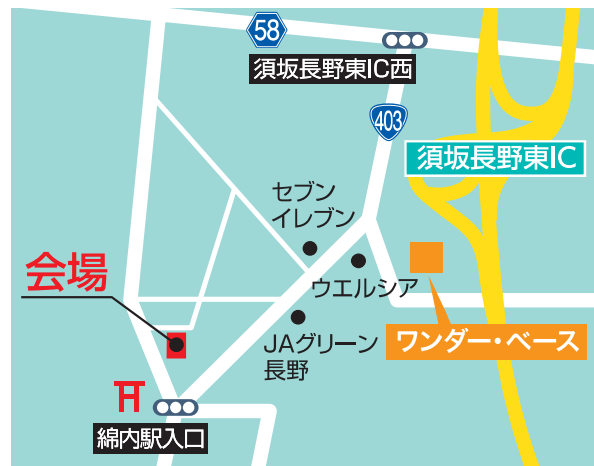 58
須坂長野東IC西
403
須坂長野東IC
セブン
イレブン
会場
ウエルシア
JAグリーン
長野
ワンダー・ベース
綿内駅入口